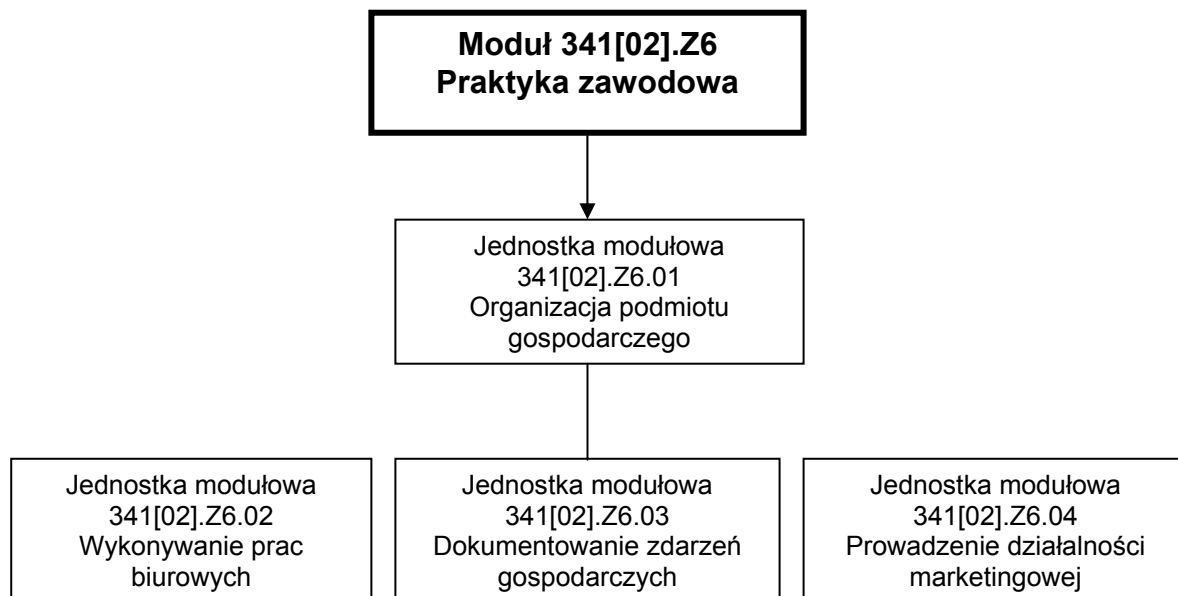 Moduł 341[02].Z6
Praktyka zawodowa
Jednostka modułowa
341[02].Z6.01
Organizacja podmiotu
gospodarczego
Jednostka modułowa
341[02].Z6.02
Wykonywanie prac
biurowych
Jednostka modułowa
341[02].Z6.03
Dokumentowanie zdarzeń
gospodarczych
Jednostka modułowa
341[02].Z6.04
Prowadzenie działalności
marketingowej